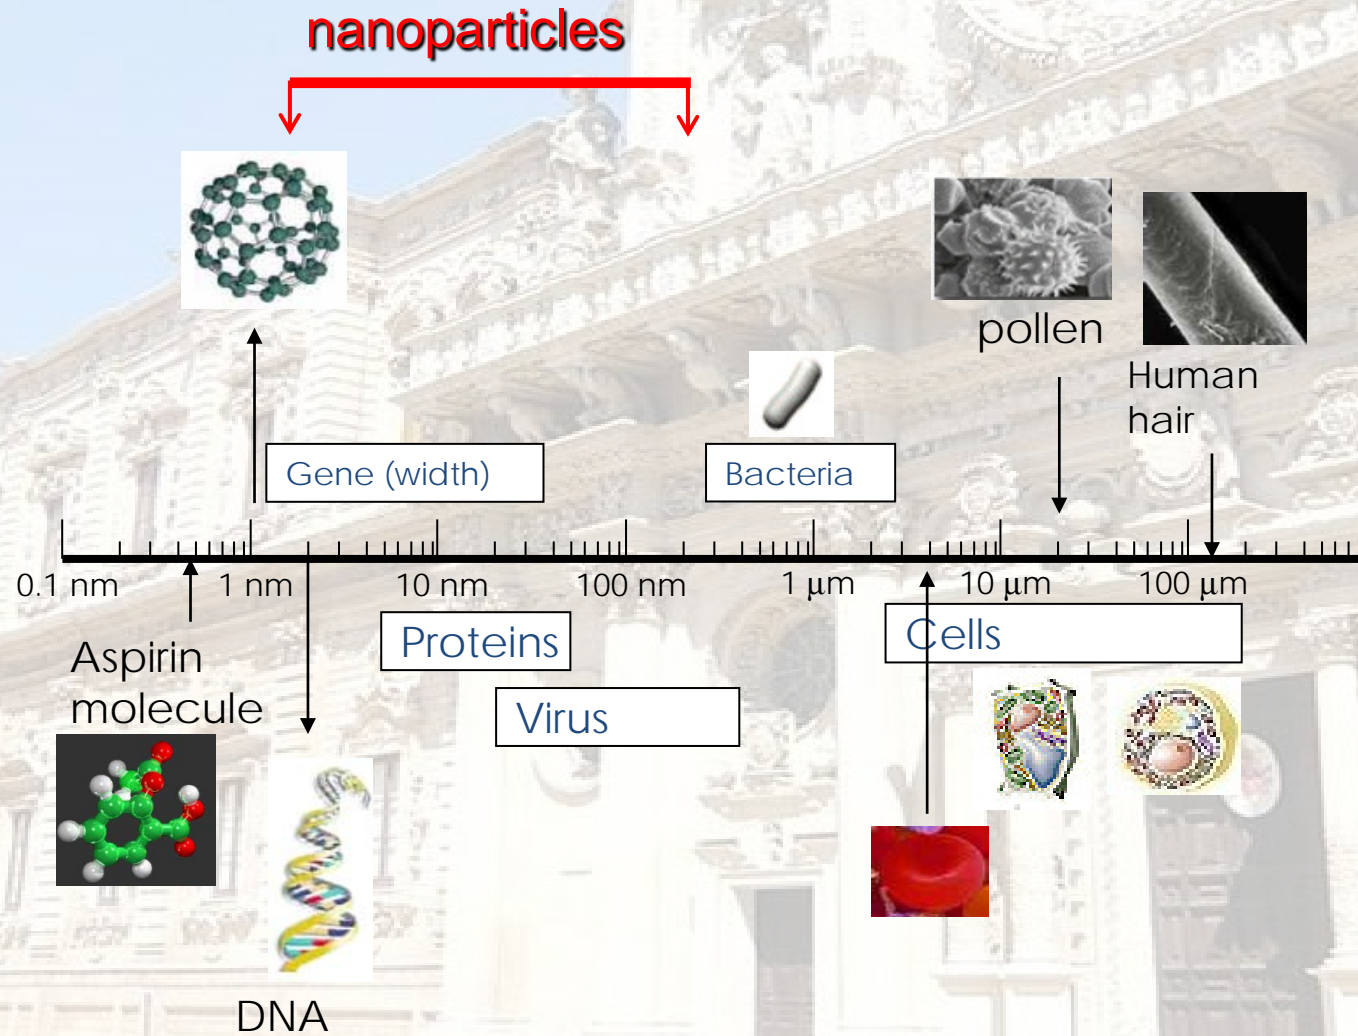 nanoparticles
pollen
Human
hair
Gene (width)
Bacteria
0.1 nm
1 nm
10 nm
100 nm
1 μm
10 μm
100 μm
Aspirin
molecule
Proteins
Cells
Virus
DNA